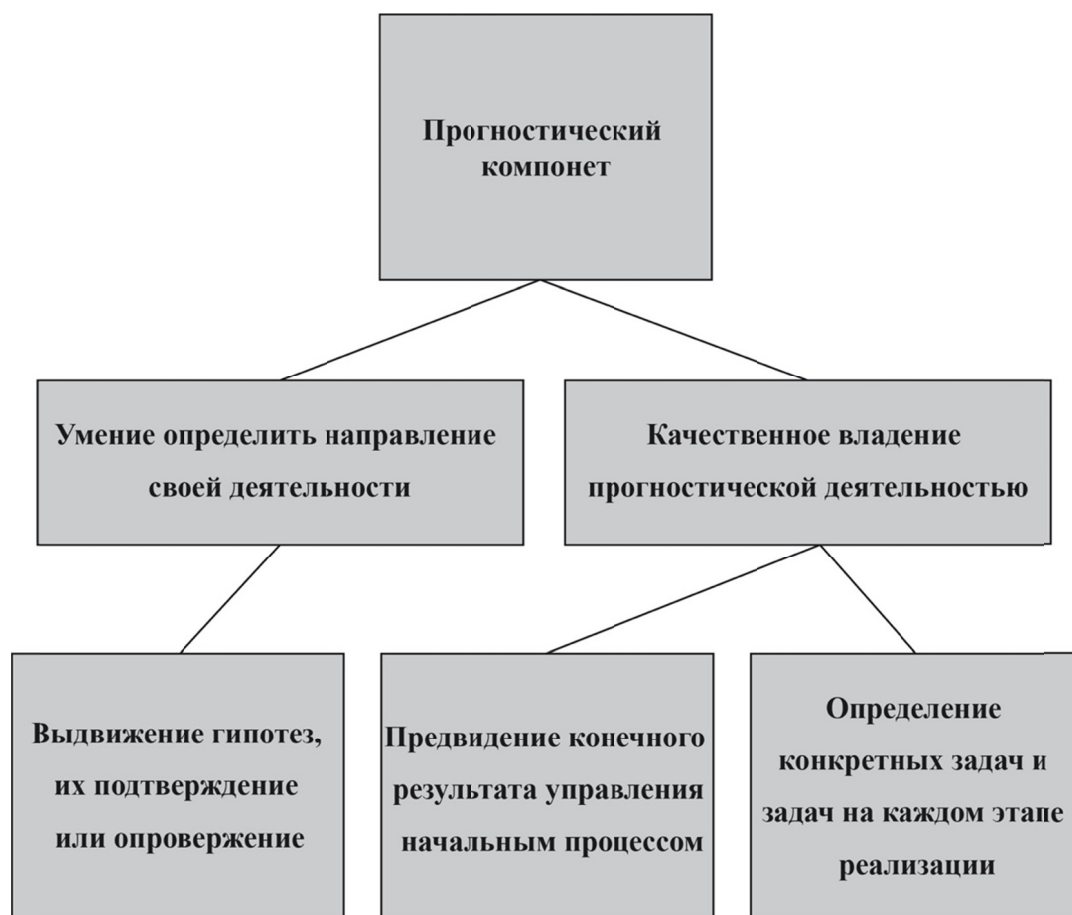 Прогностический
компонет
Умение определить направление
своей деятельности
Качественное владение
прогностической деятельностью
Выдвижение гипотез,
их подтверждение
или опровержение
Предвидение конечного
результата управления
начальным процессом
Определение
конкретных задач и
задач на каждом этапе
реализации